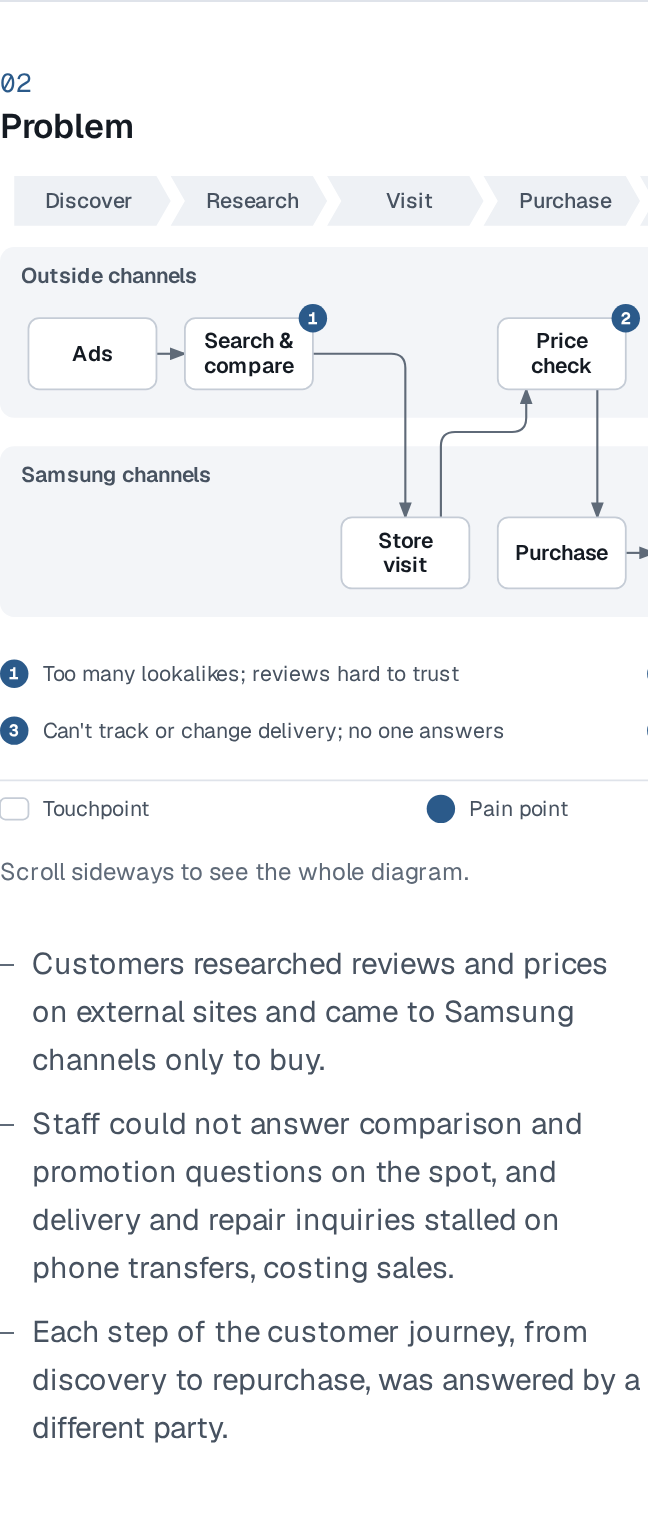 02
Problem
Discover
Research
Visit
Purchase
Outside channels
Ads
Search &
compare
1
Price
check
2
Samsung channels
Store
visit
Purchase
1 Too many lookalikes; reviews hard to trust
3 Can't track or change delivery; no one answers
Touchpoint
Pain point
Scroll sideways to see the whole diagram.
– Customers researched reviews and prices
on external sites and came to Samsung
channels only to buy.
– Staff could not answer comparison and
promotion questions on the spot, and
delivery and repair inquiries stalled on
phone transfers, costing sales.
– Each step of the customer journey, from
discovery to repurchase, was answered by a
different party.